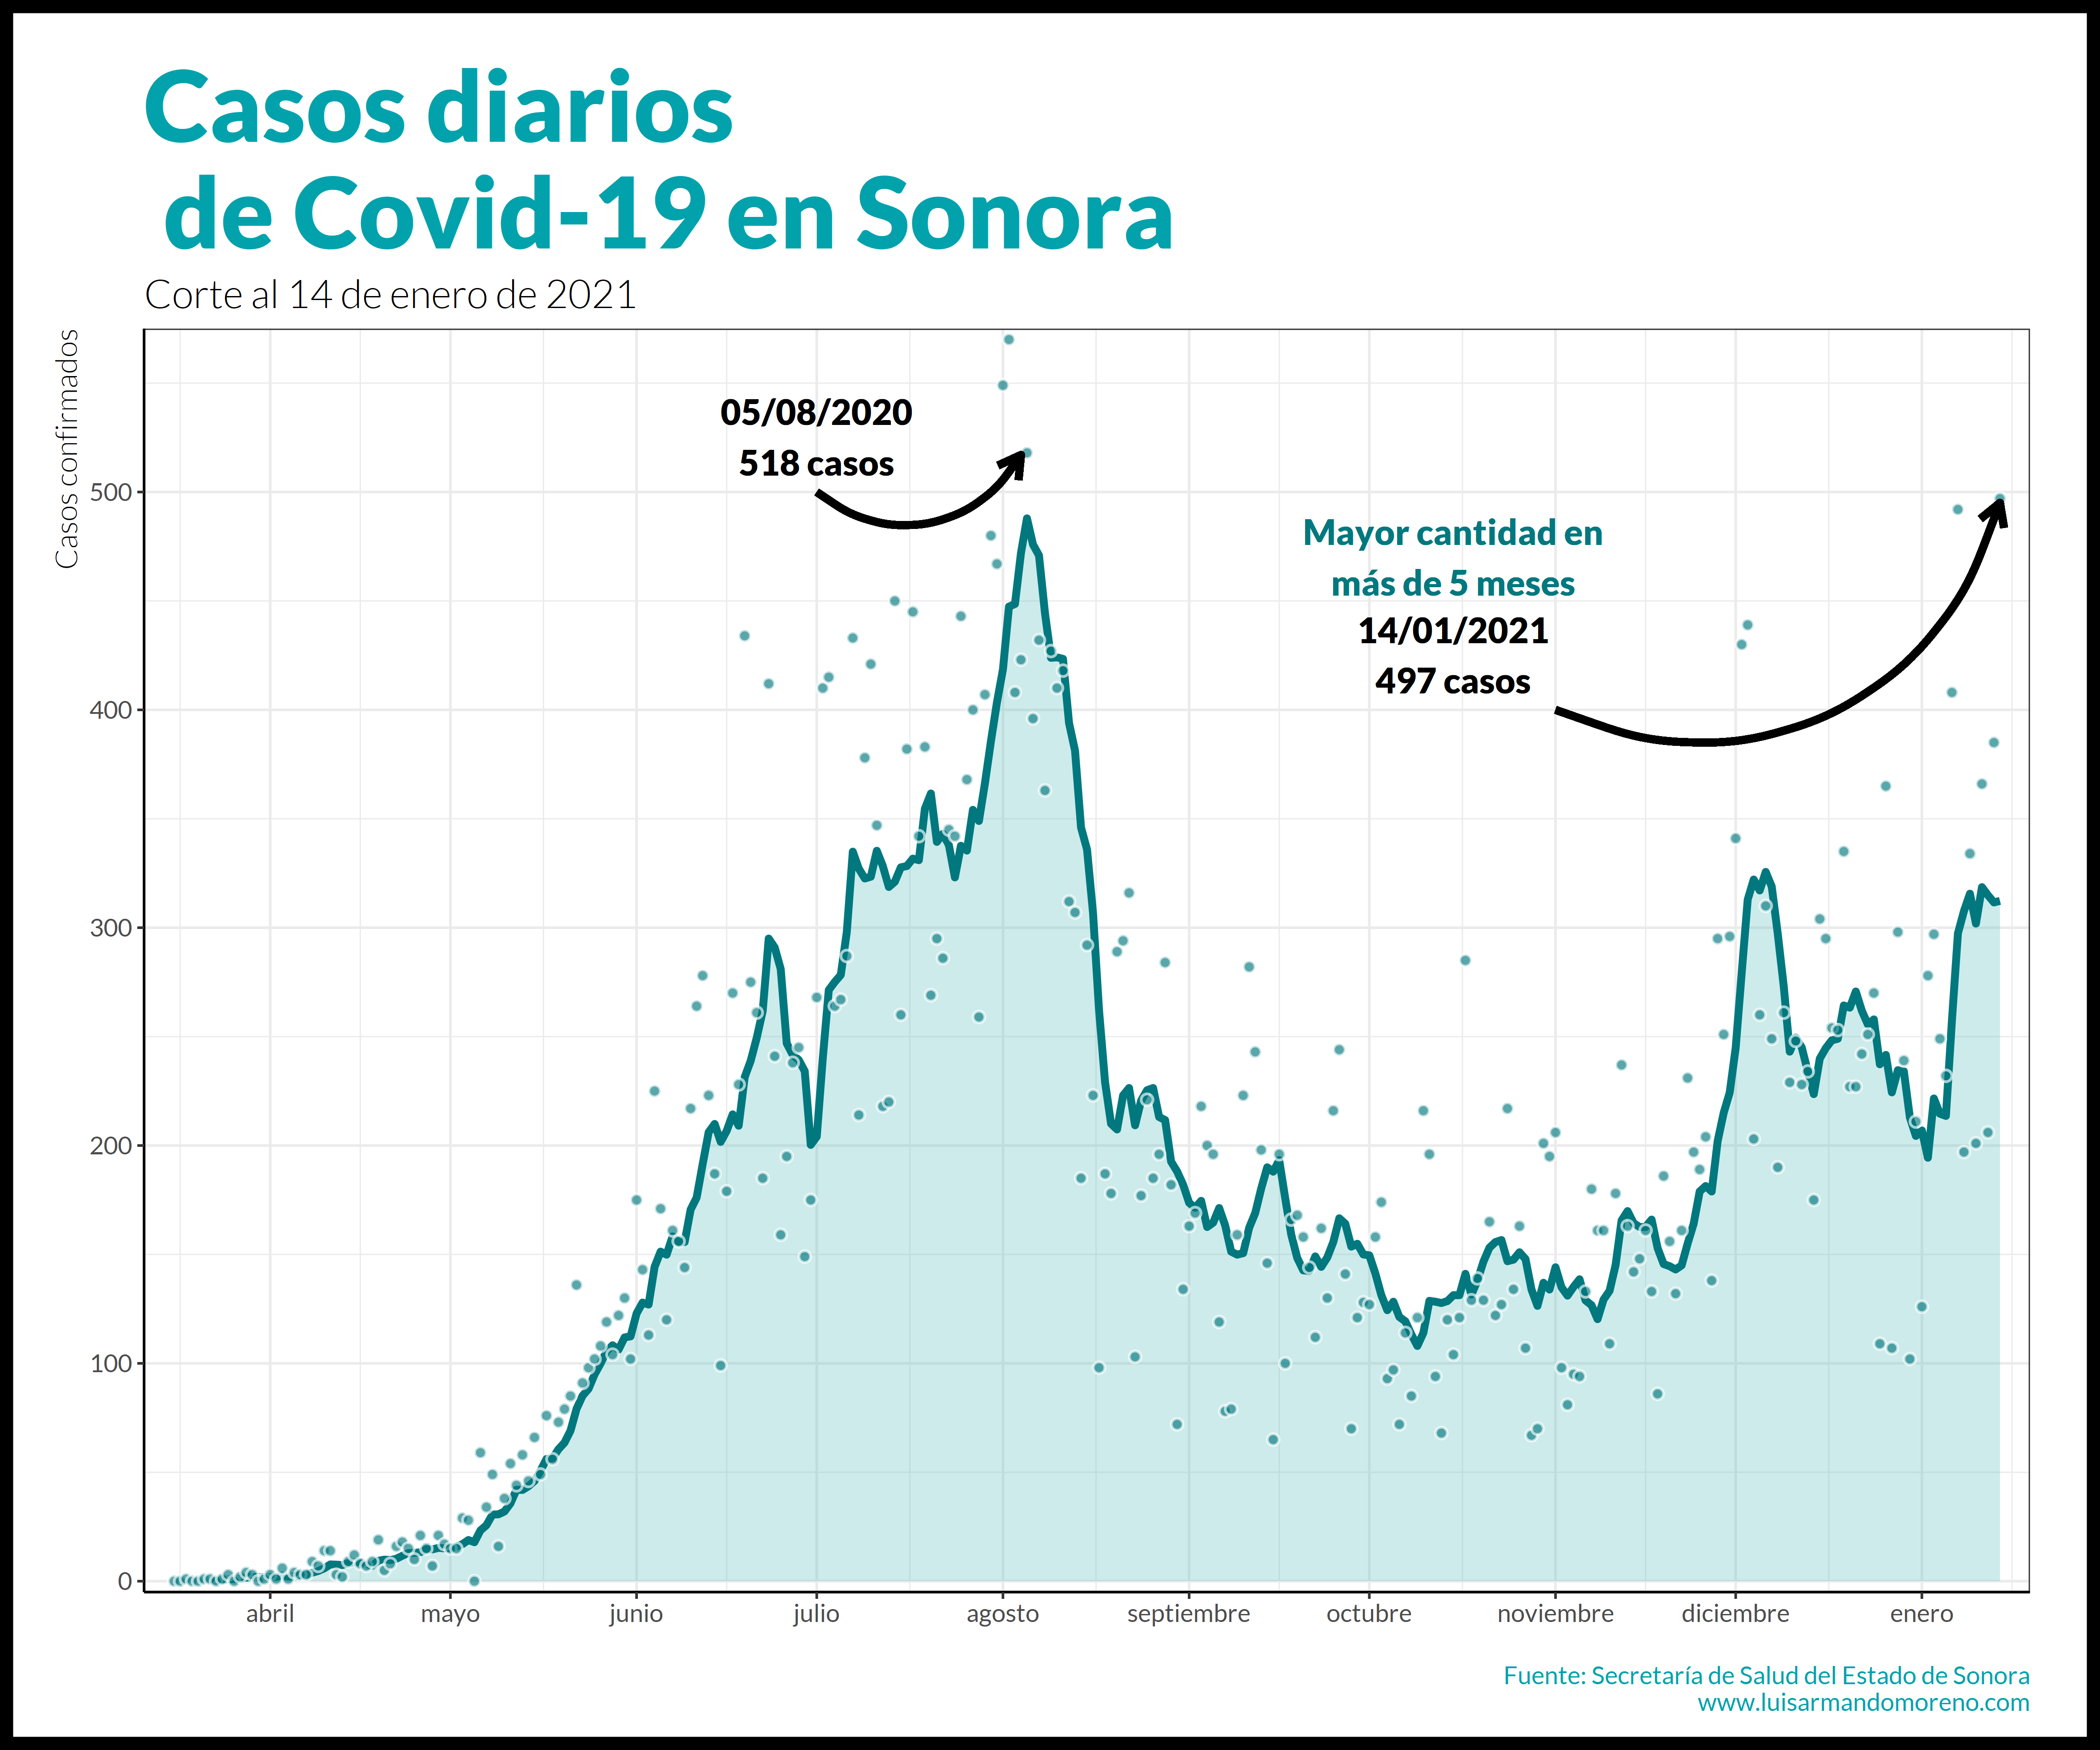 Casos diarios
de Covid-19 en Sonora
Corte al 14 de enero de 2021
Casos confirmados
500
400
300
200
100
0
05/08/2020
518 casos
Mayor cantidad en
más de 5 meses
14/01/2021
497 casos
abril mayo junio julio agosto septiembre octubre noviembre diciembre enero
Fuente: Secretaría de Salud del Estado de Sonora
www.luisarmandomoreno.com